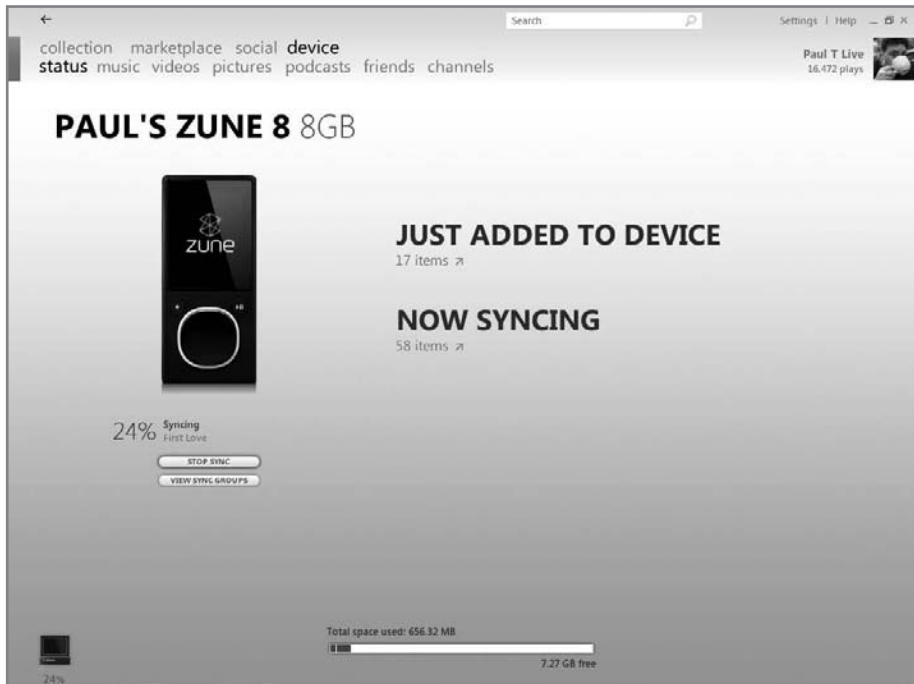 Search
Settings | Help
collection marketplace social device
status music videos pictures podcasts friends channels
Paul T Live
16,472 plays
PAUL'S ZUNE 8 8GB
zune
JUST ADDED TO DEVICE
17 items
NOW SYNCING
58 items
24% Syncing
First Love
STOP SYNC
VIEW SYNC GROUPS
Total space used: 656.32 MB
7.27 GB free
24%